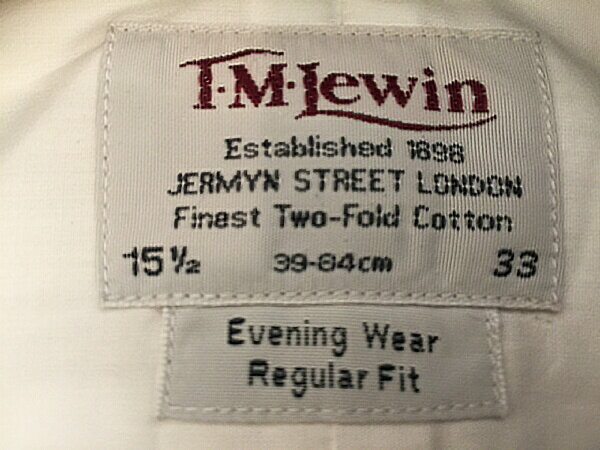 T·M·Lewin
Established 1898
JERMYN STREET LONDON
Finest Two-Fold Cotton
15½ 39-84cm 33
Evening Wear
Regular Fit